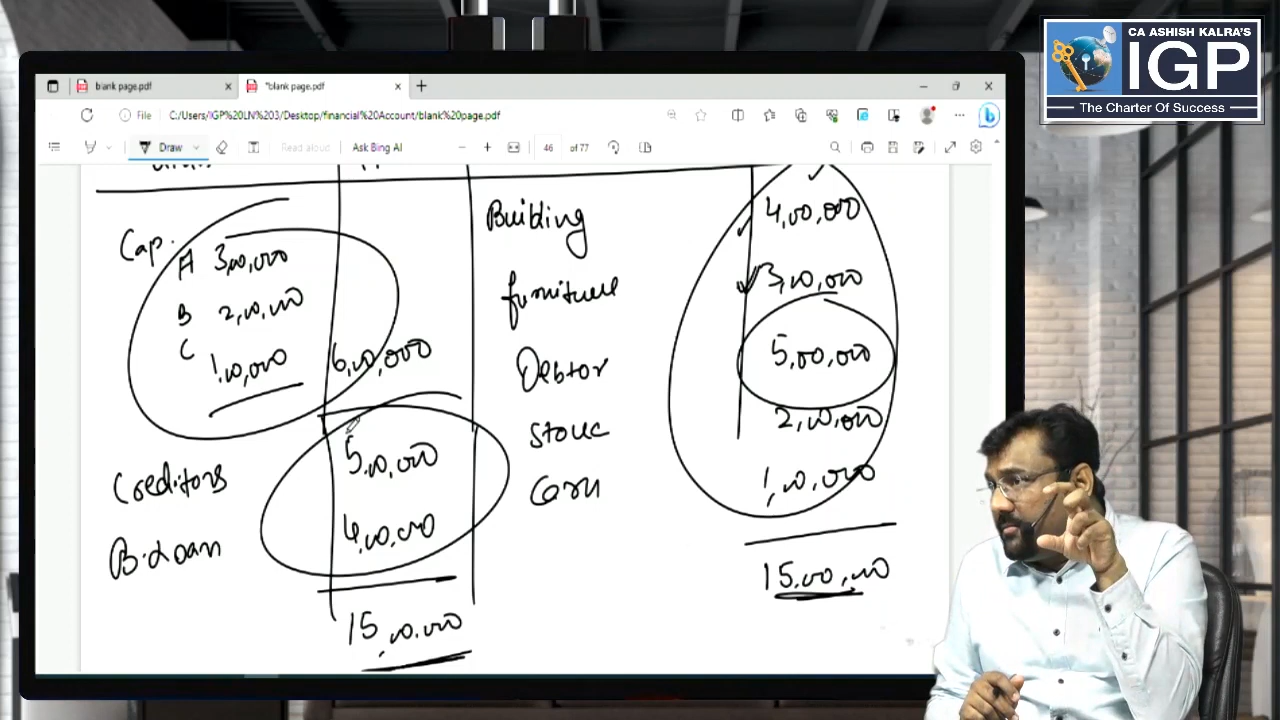 CA ASHISH KALRA'S
IGP
The Charter Of Success
blank page.pdf
*blank page.pdf
File
C:/Users/IGP%20LN%203/Desktop/financial%20Account/blank%20page.pdf
Draw
Read aloud
Ask Bing AI
46 of 77
Cap.
A 3,00,000
B 2,00,000
C 1,00,000
6,00,000
Creditors 5,00,000
B.Loan 4,00,000
15,00,000
Building 4,00,000
furniture 3,00,000
Debtor 5,00,000
Stock 2,00,000
Cash 1,00,000
15,00,000